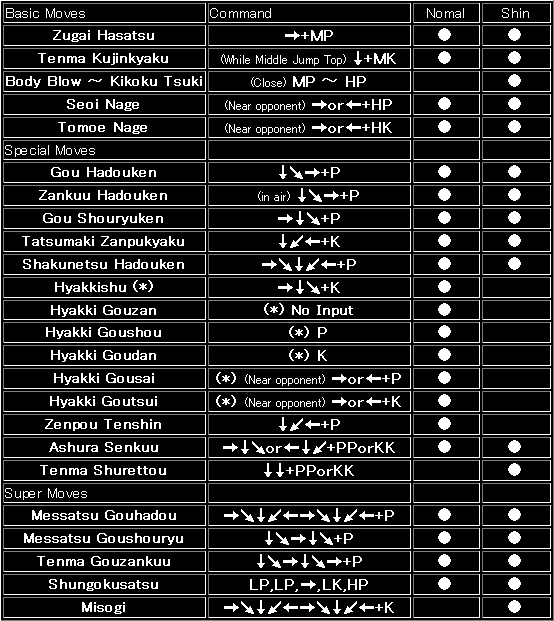 Basic Moves Command Nomal Shin
Zugai Hasatsu →+MP ● ●
Tenma Kujinkyaku (While Middle Jump Top) ↓+MK ● ●
Body Blow ～ Kikoku Tsuki (Close) MP ～ HP ●
Seoi Nage (Near opponent) →or←+HP ● ●
Tomoe Nage (Near opponent) →or←+HK ● ●
Special Moves
Gou Hadouken ↓↘→+P ● ●
Zankuu Hadouken (in air) ↓↘→+P ● ●
Gou Shouryuken →↓↘+P ● ●
Tatsumaki Zanpukyaku ↓↙←+K ● ●
Shakunetsu Hadouken →↘↓↙←+P ● ●
Hyakkishu (*) →↓↘+K ●
Hyakki Gouzan (*) No Input ●
Hyakki Goushou (*) P ●
Hyakki Goudan (*) K ●
Hyakki Gousai (*) (Near opponent) →or←+P ●
Hyakki Goutsui (*) (Near opponent) →or←+K ●
Zenpou Tenshin ↓↙←+P ●
Ashura Senkuu →↓↘or←↓↙+PPorKK ● ●
Tenma Shurettou ↓↓+PPorKK ●
Super Moves
Messatsu Gouhadou →↘↓↙←→↘↓↙←+P ● ●
Messatsu Goushouryu ↓↘→↓↘+P ● ●
Tenma Gouzankuu ↓↘→↓↘→+P ● ●
Shungokusatsu LP,LP,→,LK,HP ● ●
Misogi →↘↓↙←→↘↓↙←+K ●